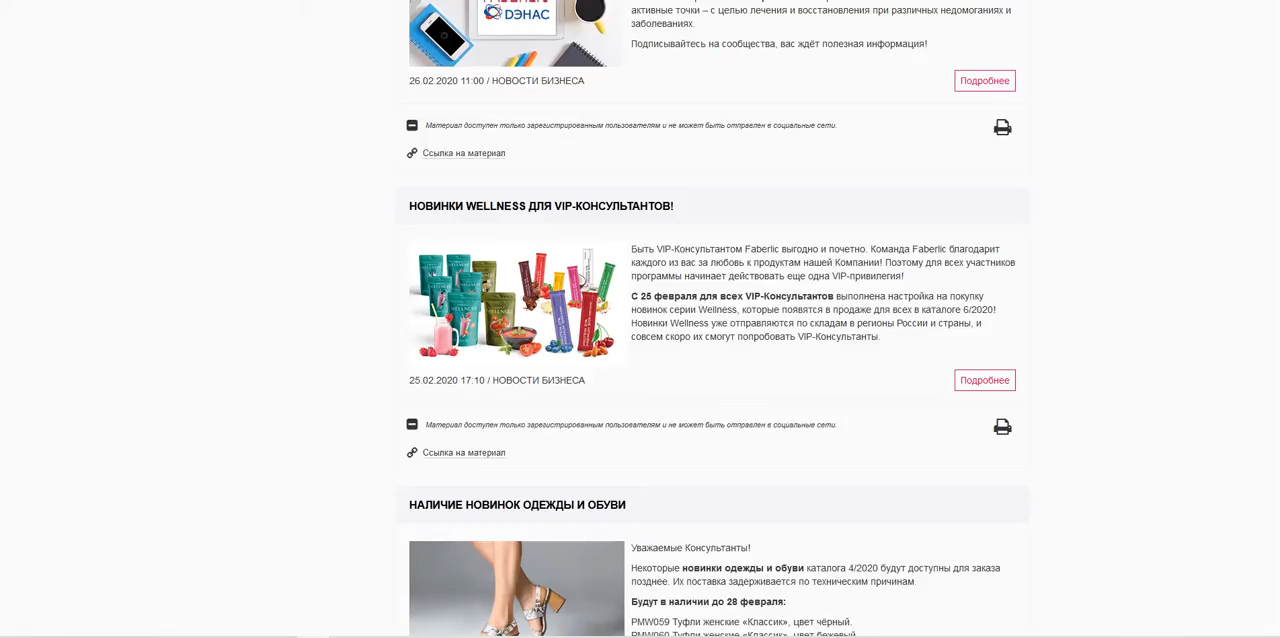 ДЭНАС
активные точки – с целью лечения и восстановления при различных недомоганиях и
заболеваниях.
Подписывайтесь на сообщества, вас ждёт полезная информация!
26.02.2020 11:00 / НОВОСТИ БИЗНЕСА
Подробнее
Материал доступен только зарегистрированным пользователям и не может быть отправлен в социальные сети.
Ссылка на материал
НОВИНКИ WELLNESS ДЛЯ VIP-КОНСУЛЬТАНТОВ!
Быть VIP-Консультантом Faberlic выгодно и почетно. Команда Faberlic благодарит
каждого из вас за любовь к продуктам нашей Компании! Поэтому для всех участников
программы начинает действовать еще одна VIP-привилегия!
С 25 февраля для всех VIP-Консультантов выполнена настройка на покупку
новинок серии Wellness, которые появятся в продаже для всех в каталоге 6/2020!
Новинки Wellness уже отправляются по складам в регионы России и страны, и
совсем скоро их смогут попробовать VIP-Консультанты.
25.02.2020 17:10 / НОВОСТИ БИЗНЕСА
Подробнее
Материал доступен только зарегистрированным пользователям и не может быть отправлен в социальные сети.
Ссылка на материал
НАЛИЧИЕ НОВИНОК ОДЕЖДЫ И ОБУВИ
Уважаемые Консультанты!
Некоторые новинки одежды и обуви каталога 4/2020 будут доступны для заказа
позднее. Их поставка задерживается по техническим причинам.
Будут в наличии до 28 февраля:
PMW059 Туфли женские «Классик», цвет чёрный.
PMW060 Туфли женские «Классик», цвет бежевый.